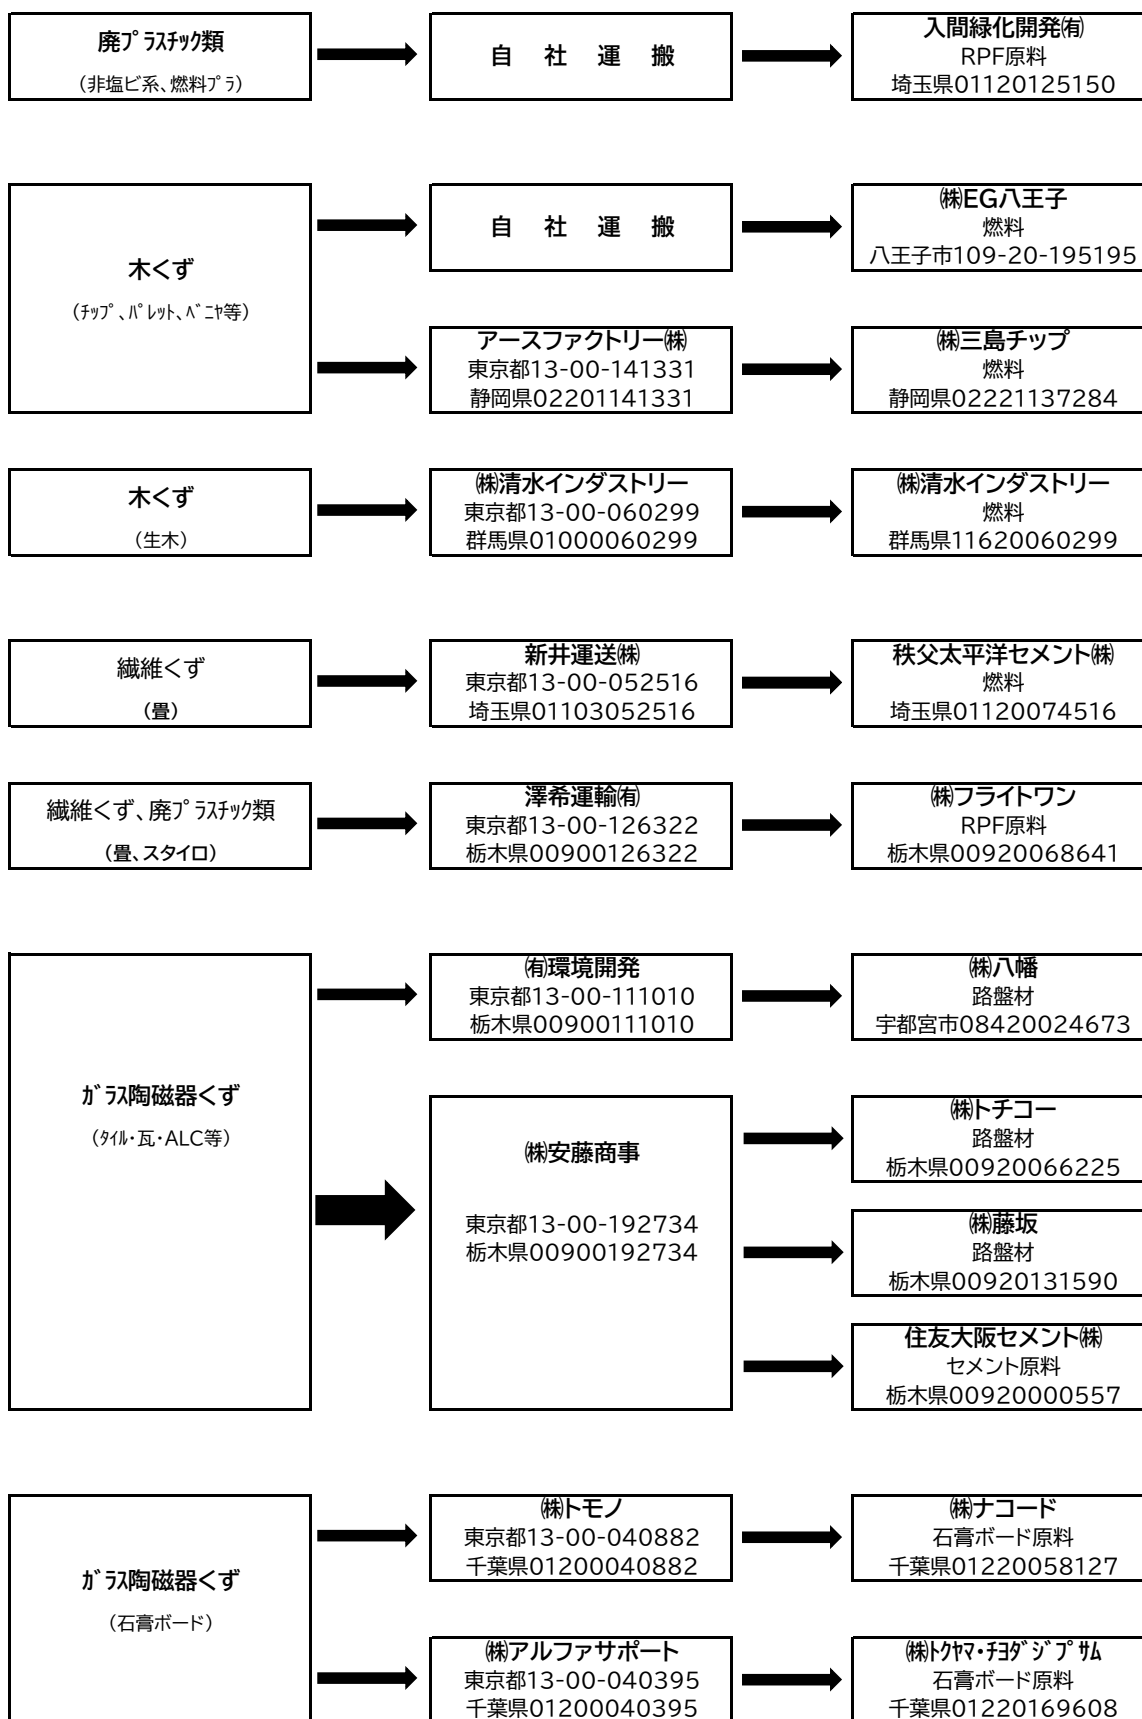 廃ﾌﾟﾗｽﾁｯｸ類
（非塩ビ系、燃料ﾌﾟﾗ）
自 社 運 搬
入間緑化開発㈲
RPF原料
埼玉県01120125150
木くず
（ﾁｯﾌﾟ、ﾊﾟﾚｯﾄ、ﾍﾞﾆﾔ等）
自 社 運 搬
㈱EG八王子
燃料
八王子市109-20-195195
アースファクトリー㈱
東京都13-00-141331
静岡県02201141331
㈱三島チップ
燃料
静岡県02221137284
木くず
（生木）
㈱清水インダストリー
東京都13-00-060299
群馬県01000060299
㈱清水インダストリー
燃料
群馬県11620060299
繊維くず
（畳）
新井運送㈱
東京都13-00-052516
埼玉県01103052516
秩父太平洋セメント㈱
燃料
埼玉県01120074516
繊維くず、廃ﾌﾟﾗｽﾁｯｸ類
（畳、スタイロ）
澤希運輸㈲
東京都13-00-126322
栃木県00900126322
㈱フライトワン
RPF原料
栃木県00920068641
ｶﾞﾗｽ陶磁器くず
（ﾀｲﾙ・瓦・ALC等）
㈲環境開発
東京都13-00-111010
栃木県00900111010
㈱八幡
路盤材
宇都宮市08420024673
㈱安藤商事
東京都13-00-192734
栃木県00900192734
㈱トチコー
路盤材
栃木県00920066225
㈱藤坂
路盤材
栃木県00920131590
住友大阪セメント㈱
セメント原料
栃木県00920000557
ｶﾞﾗｽ陶磁器くず
（石膏ボード）
㈱トモノ
東京都13-00-040882
千葉県01200040882
㈱ナコード
石膏ボード原料
千葉県01220058127
㈱アルファサポート
東京都13-00-040395
千葉県01200040395
㈱ﾄｸﾔﾏ・ﾁﾖﾀﾞｼﾞﾌﾟｻﾑ
石膏ボード原料
千葉県01220169608